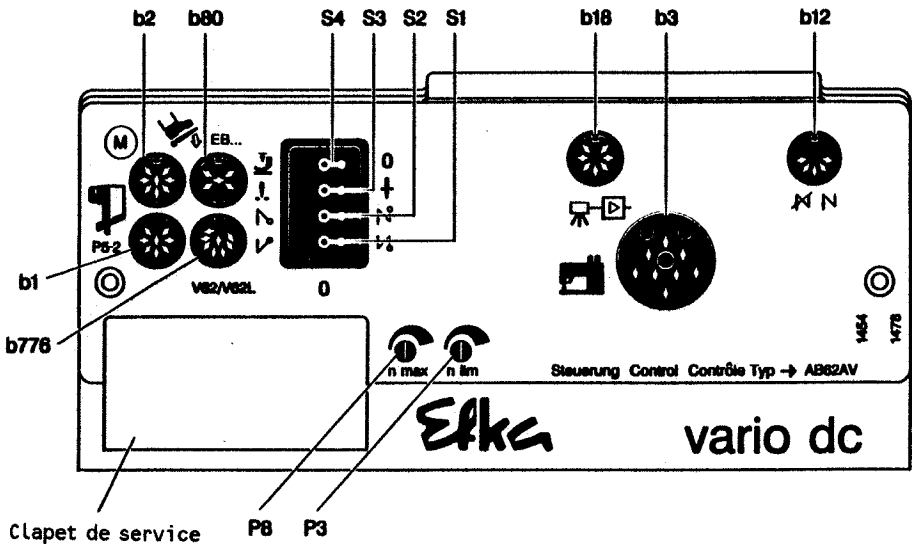 b2 b80 S4 S3 S2 S1 b18 b3 b12
M
EB...
0
P5-2
b1
V62/V62L
0
b776
1454
1478
n max n lim
Steuerung Control Contrôle Typ → AB62AV
Efka vario dc
Clapet de service P8 P3